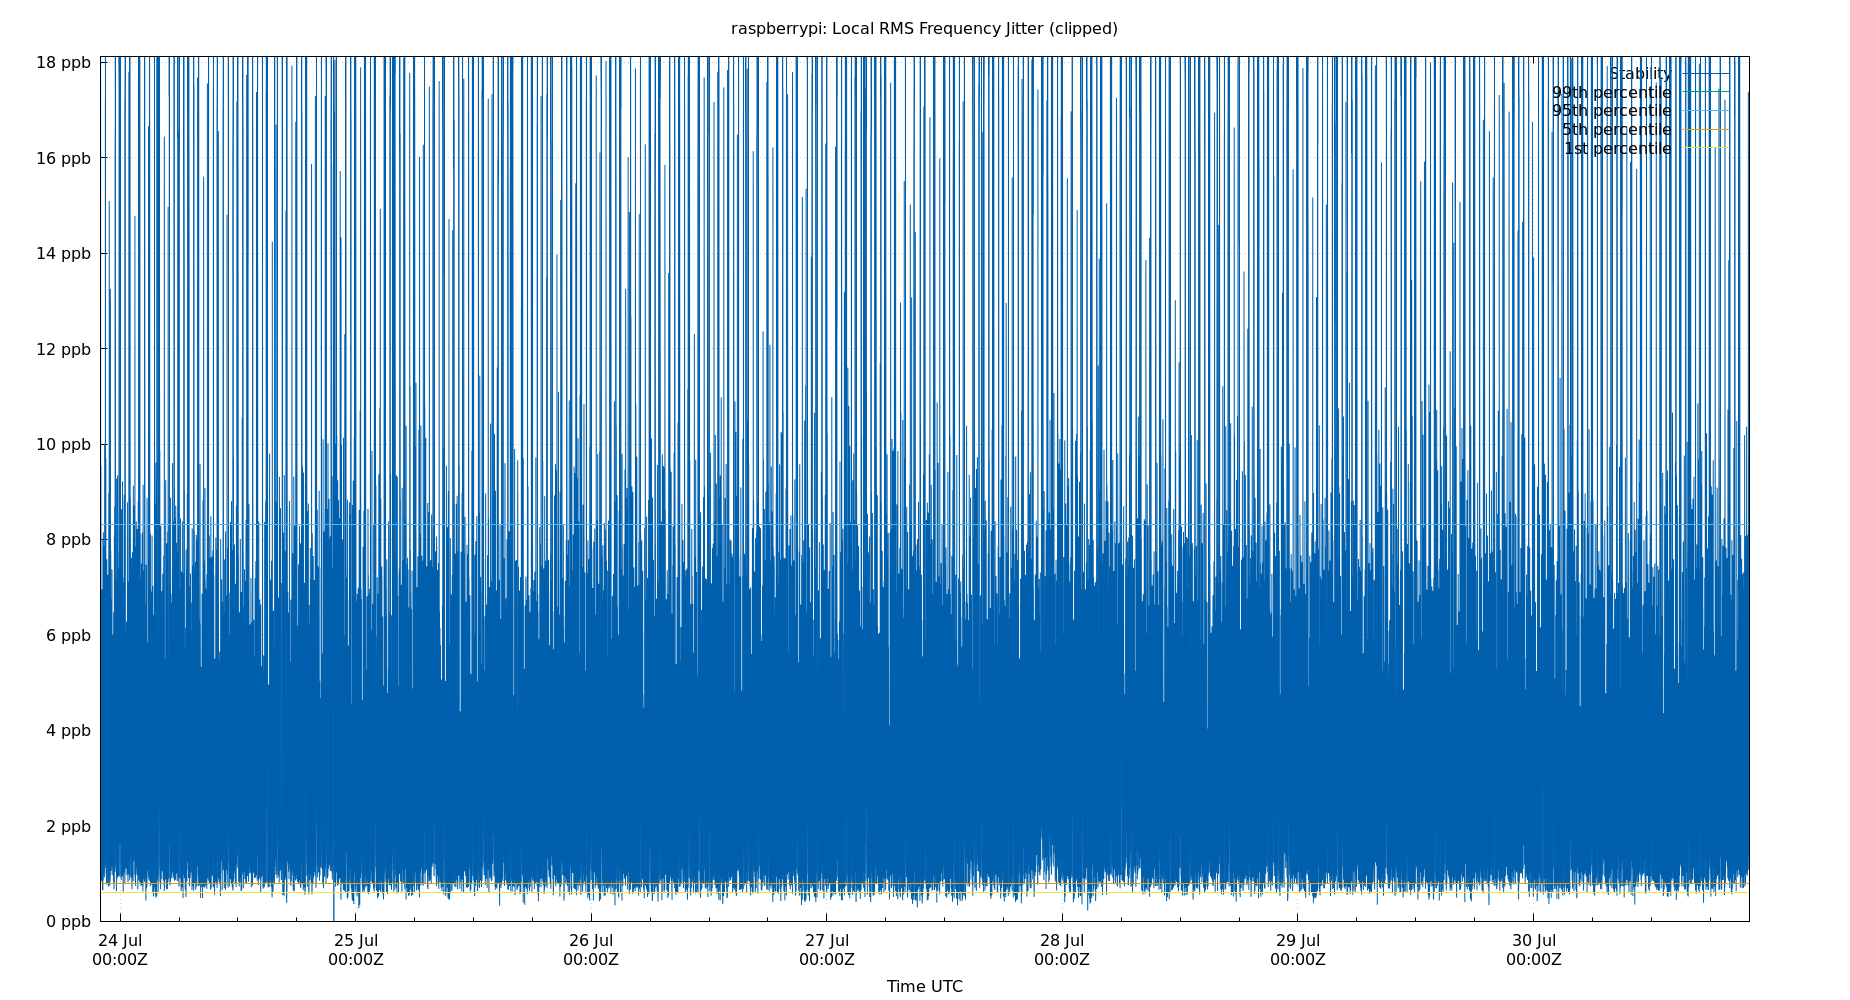 raspberrypi: Local RMS Frequency Jitter (clipped)
18 ppb
16 ppb
14 ppb
12 ppb
10 ppb
8 ppb
6 ppb
4 ppb
2 ppb
0 ppb
Stability
99th percentile
95th percentile
5th percentile
1st percentile
24 Jul 25 Jul 26 Jul 27 Jul 28 Jul 29 Jul 30 Jul
00:00Z 00:00Z 00:00Z 00:00Z 00:00Z 00:00Z 00:00Z
Time UTC